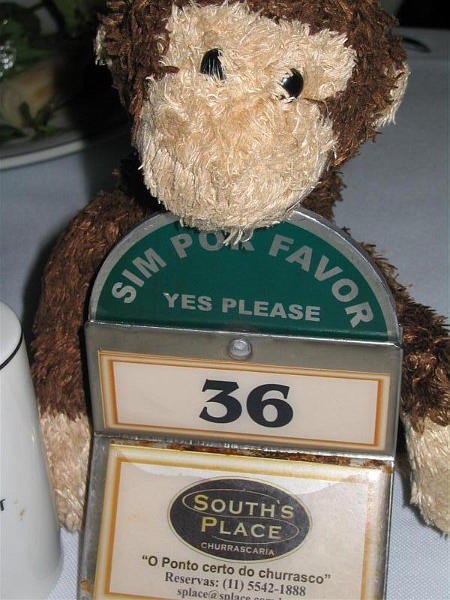 SIM POR FAVOR
YES PLEASE
36
SOUTH'S
PLACE
CHURRASCARIA
"O Ponto certo do churrasco"
Reservas: (11) 5542-1888